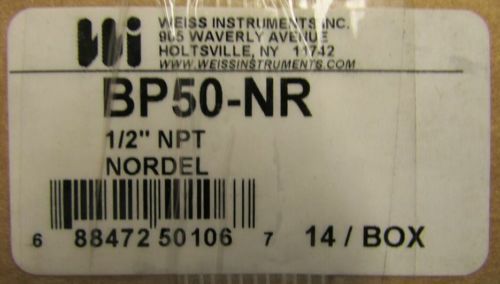 Wi
WEISS INSTRUMENTS INC.
905 WAVERLY AVENUE
HOLTSVILLE, NY 11742
WWW.WEISSINSTRUMENTS.COM
BP50-NR
1/2" NPT
NORDEL
6 88472 50106 7
14 / BOX